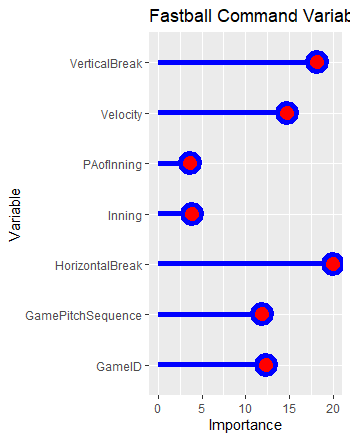 Fastball Command Variab
VerticalBreak
Velocity
PAofInning
Inning
HorizontalBreak
GamePitchSequence
GameID
Variable
0 5 10 15 20
Importance